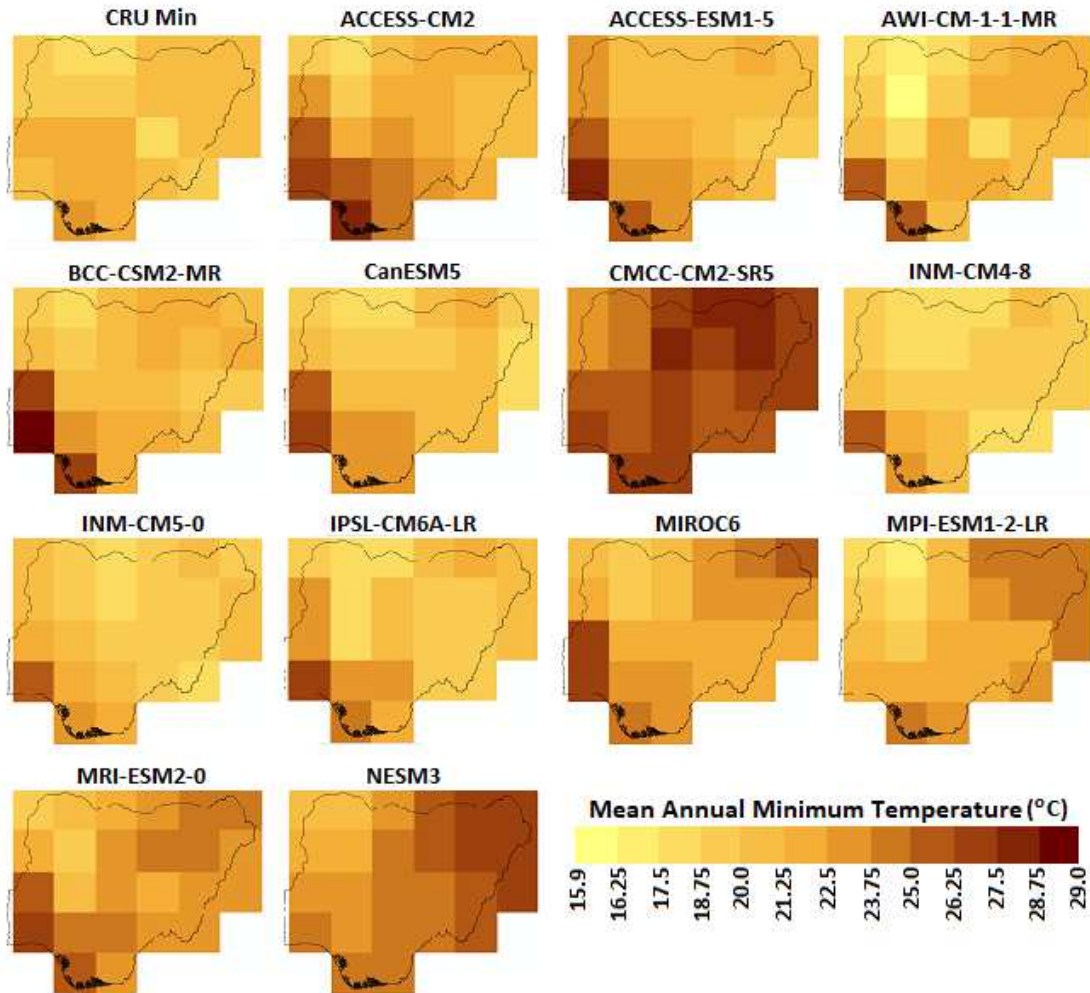 CRU Min ACCESS-CM2 ACCESS-ESM1-5 AWI-CM-1-1-MR
BCC-CSM2-MR CanESM5 CMCC-CM2-SR5 INM-CM4-8
INM-CM5-0 IPSL-CM6A-LR MIROC6 MPI-ESM1-2-LR
MRI-ESM2-0 NESM3
Mean Annual Minimum Temperature (°C)
15.9 16.25 17.5 18.75 20.0 21.25 22.5 23.75 25.0 26.25 27.5 28.75 29.0